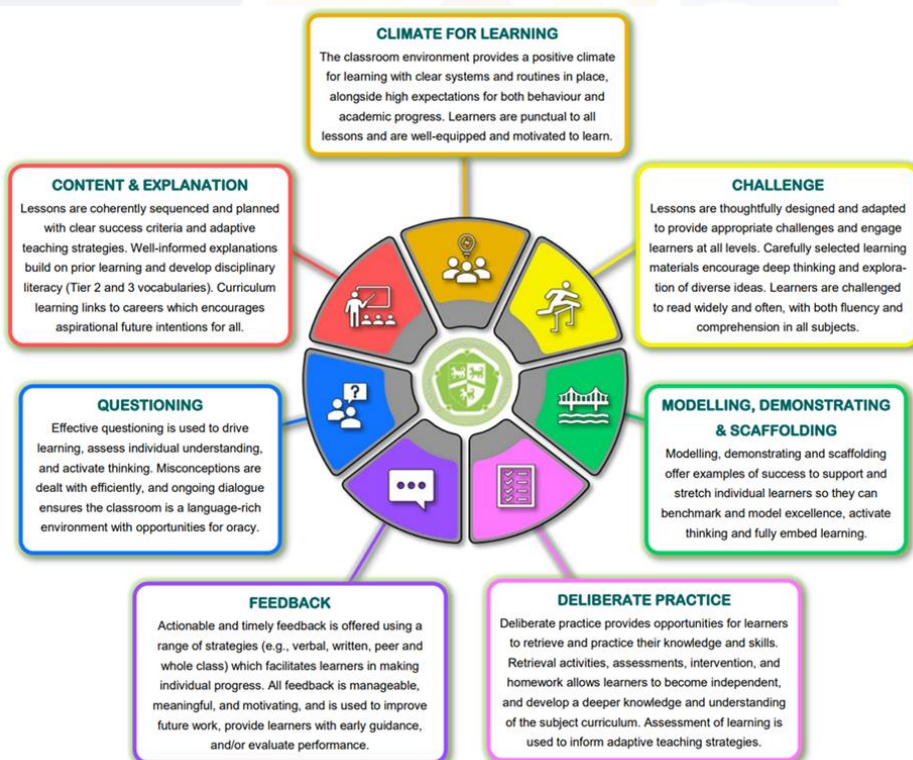 CLIMATE FOR LEARNING
The classroom environment provides a positive climate
for learning with clear systems and routines in place,
alongside high expectations for both behaviour and
academic progress. Learners are punctual to all
lessons and are well-equipped and motivated to learn.
CONTENT & EXPLANATION
Lessons are coherently sequenced and planned
with clear success criteria and adaptive
teaching strategies. Well-informed explanations
build on prior learning and develop disciplinary
literacy (Tier 2 and 3 vocabularies). Curriculum
learning links to careers which encourages
aspirational future intentions for all.
CHALLENGE
Lessons are thoughtfully designed and adapted
to provide appropriate challenges and engage
learners at all levels. Carefully selected learning
materials encourage deep thinking and explora-
tion of diverse ideas. Learners are challenged
to read widely and often, with both fluency and
comprehension in all subjects.
QUESTIONING
Effective questioning is used to drive
learning, assess individual understanding,
and activate thinking. Misconceptions are
dealt with efficiently, and ongoing dialogue
ensures the classroom is a language-rich
environment with opportunities for oracy.
?
MODELLING, DEMONSTRATING
& SCAFFOLDING
Modelling, demonstrating and scaffolding
offer examples of success to support and
stretch individual learners so they can
benchmark and model excellence, activate
thinking and fully embed learning.
FEEDBACK
Actionable and timely feedback is offered using a
range of strategies (e.g., verbal, written, peer and
whole class) which facilitates learners in making
individual progress. All feedback is manageable,
meaningful, and motivating, and is used to improve
future work, provide learners with early guidance,
and/or evaluate performance.
DELIBERATE PRACTICE
Deliberate practice provides opportunities for learners
to retrieve and practice their knowledge and skills.
Retrieval activities, assessments, intervention, and
homework allows learners to become independent,
and develop a deeper knowledge and understanding
of the subject curriculum. Assessment of learning is
used to inform adaptive teaching strategies.